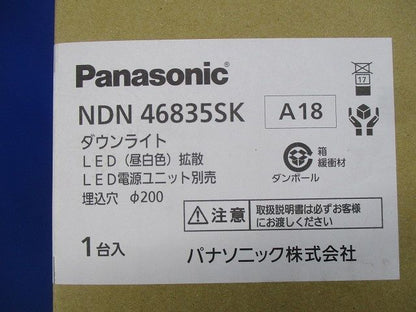 Panasonic
NDN 46835SK A18
ダウンライト
LED（昼白色）拡散
LED電源ユニット別売
埋込穴 φ200
17
箱
緩衝材
ダンボール
注意
取扱説明書は必ずお客様
にお渡しください。
1台入
パナソニック株式会社